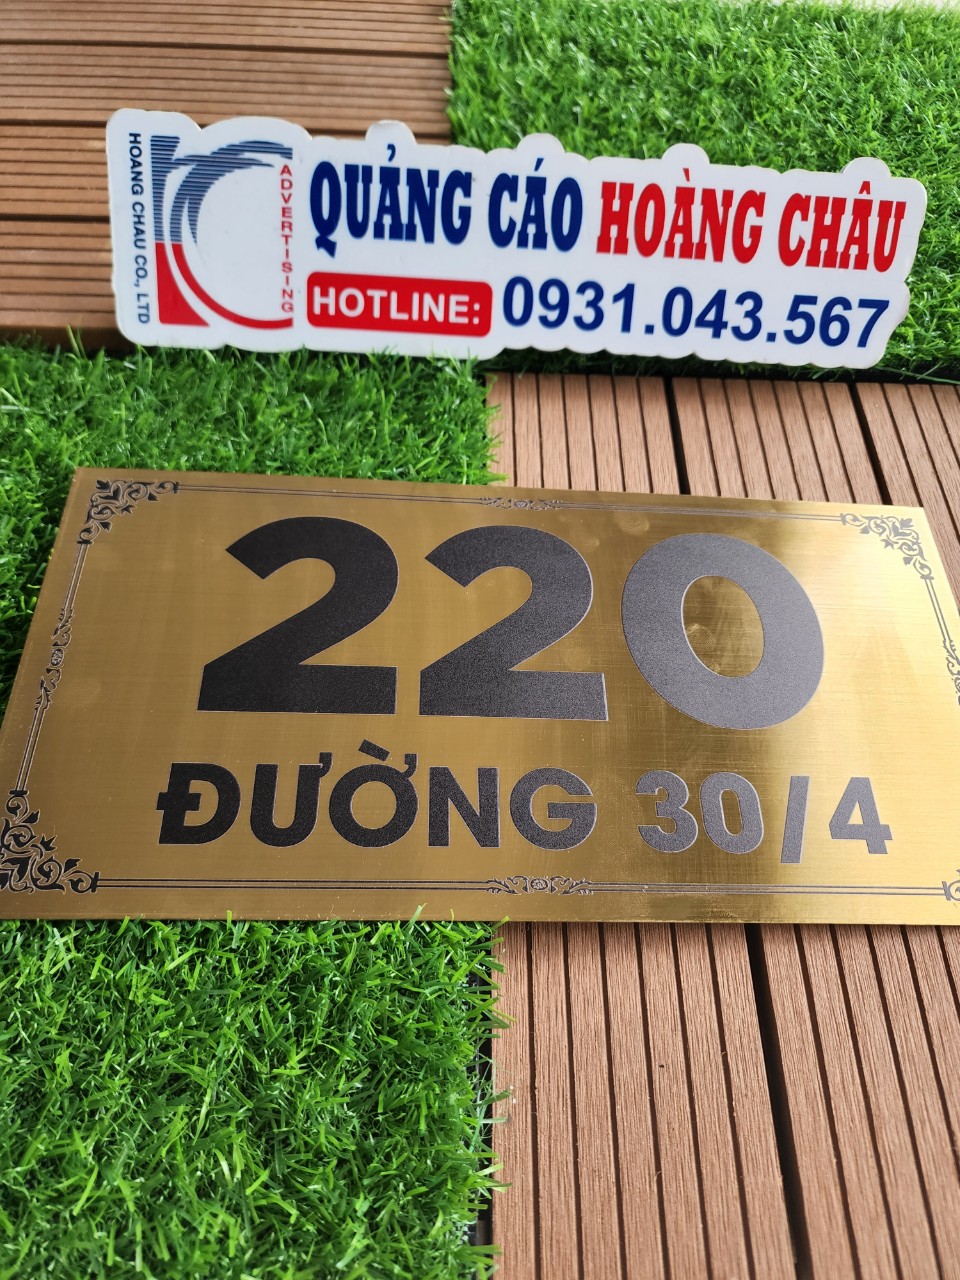 HOANG CHAU CO., LTD
ADVERTISING
QUẢNG CÁO HOÀNG CHÂU
HOTLINE: 0931.043.567
220
ĐƯỜNG 30/4